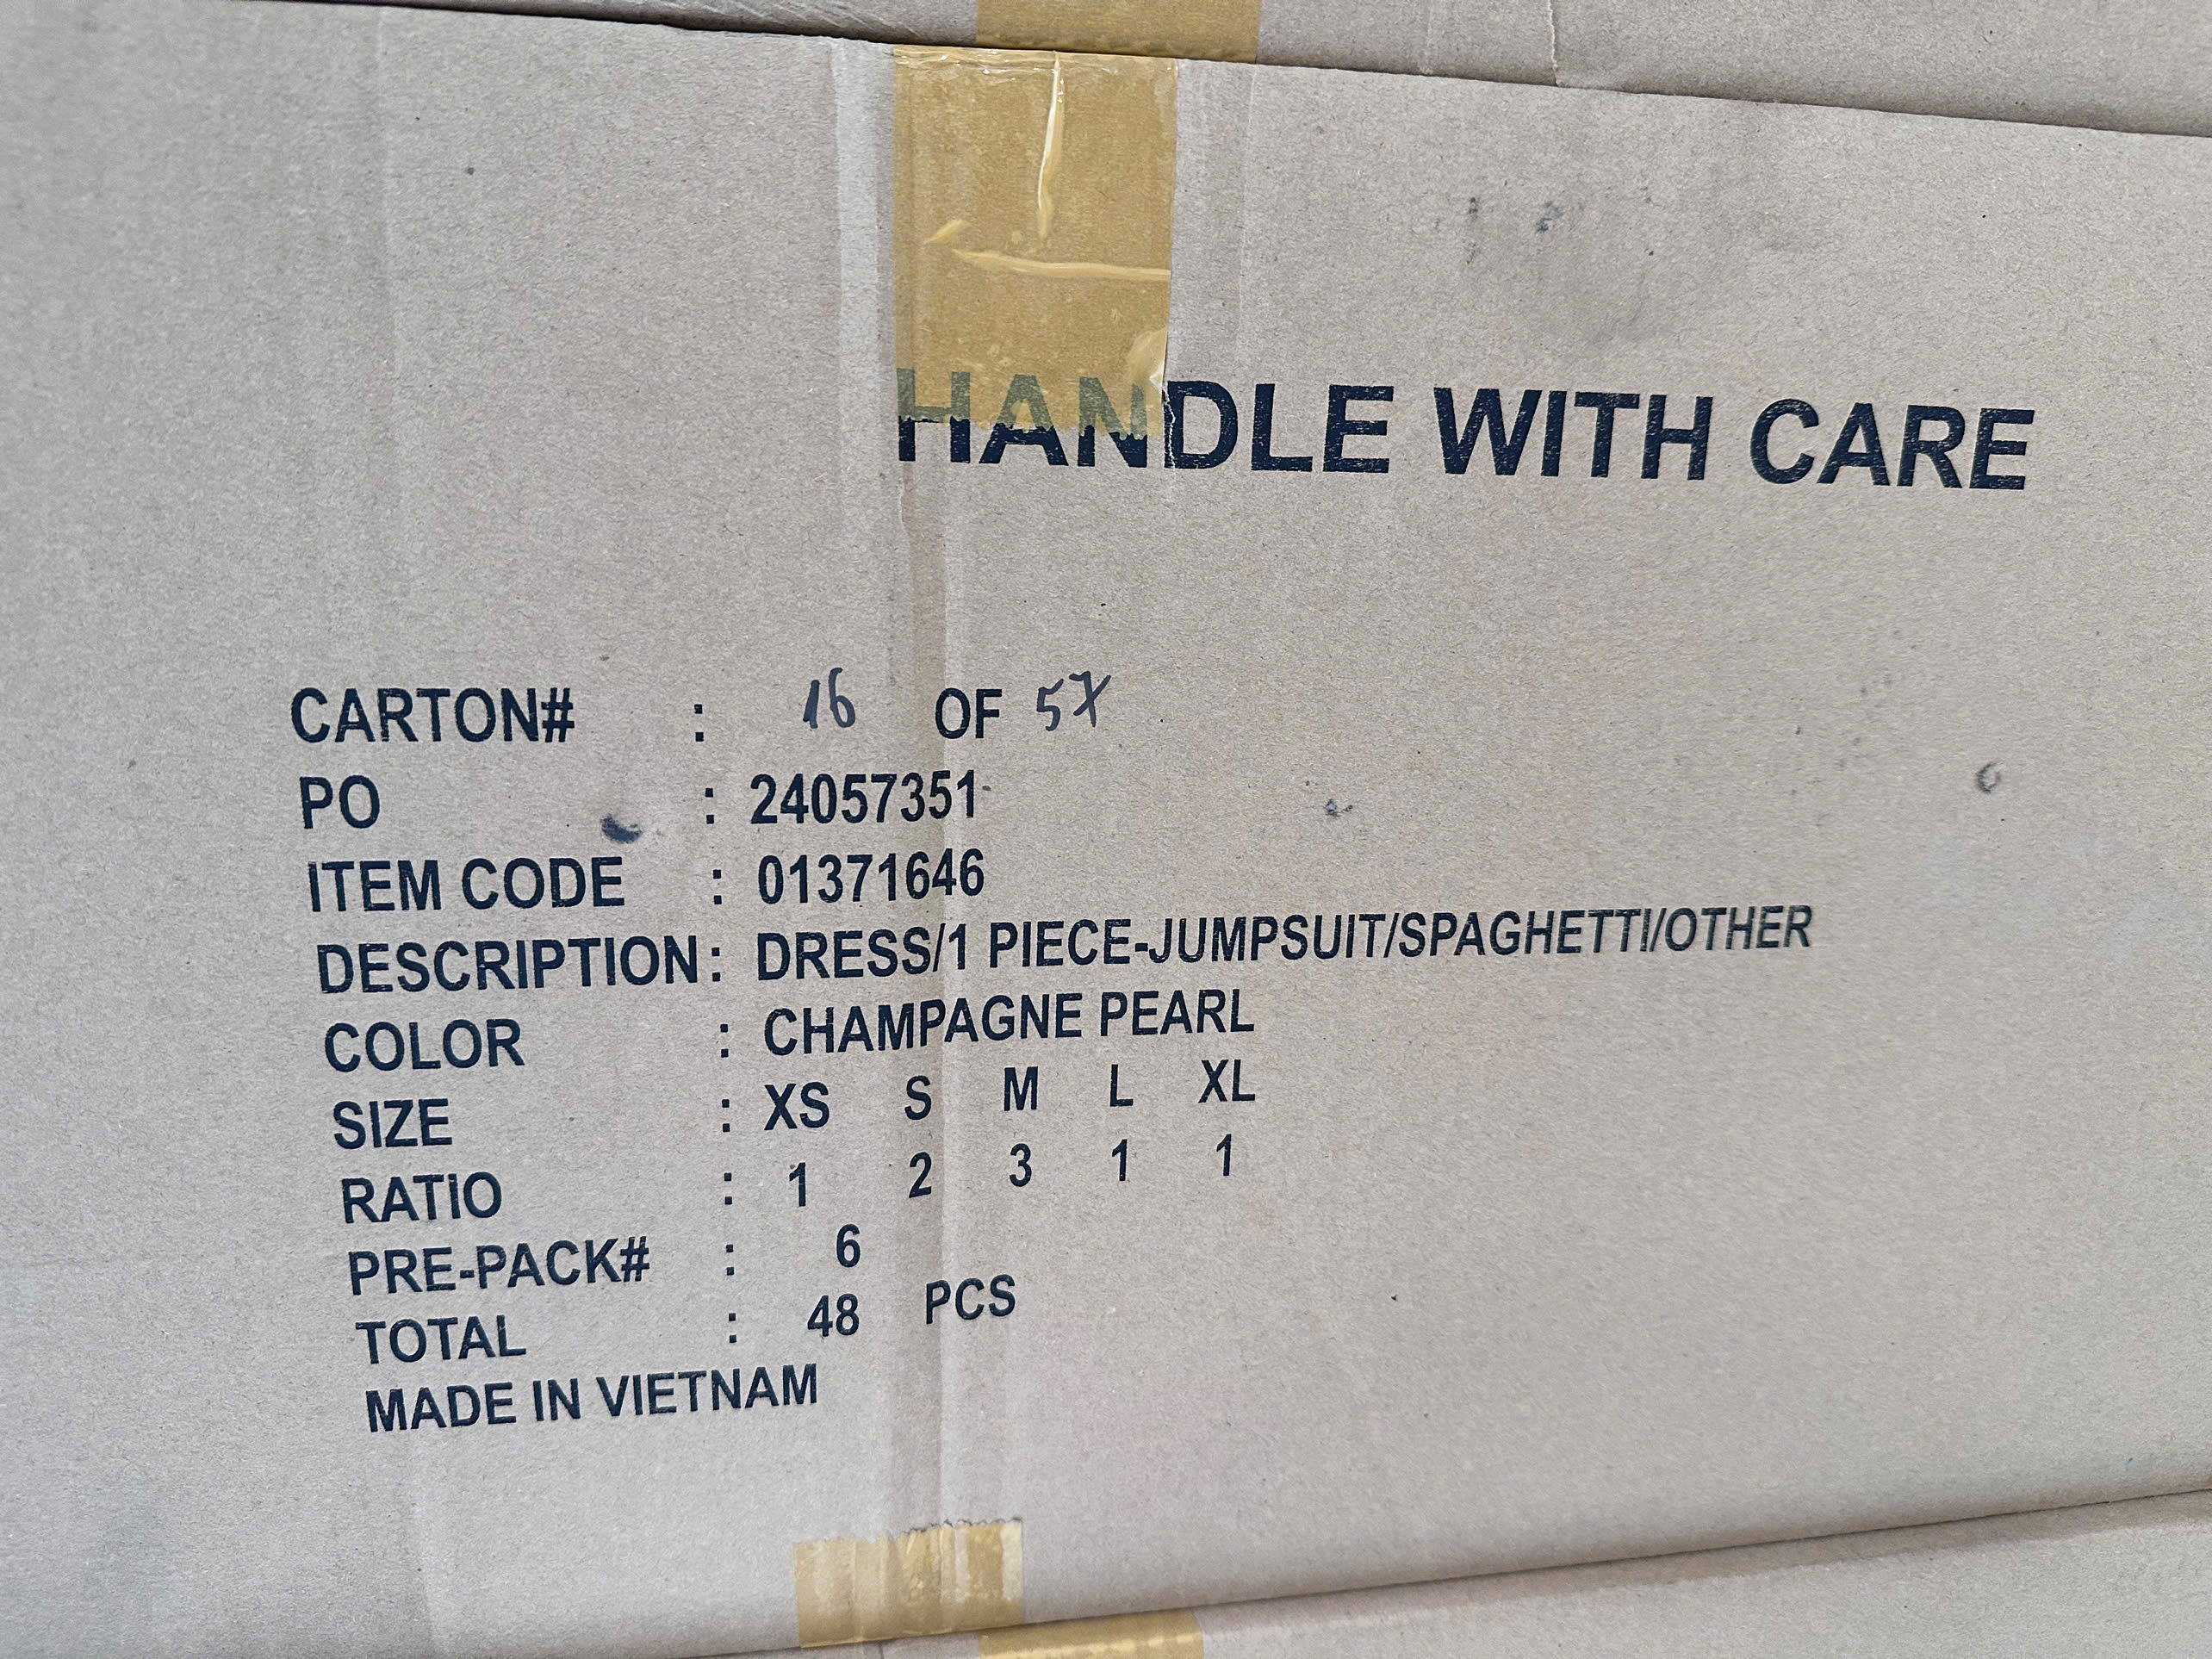 HANDLE WITH CARE
CARTON# : 16 OF 57
PO : 24057351
ITEM CODE : 01371646
DESCRIPTION : DRESS/1 PIECE-JUMPSUIT/SPAGHETTI/OTHER
COLOR : CHAMPAGNE PEARL
SIZE : XS S M L XL
RATIO : 1 2 3 1 1
PRE-PACK# : 6
TOTAL : 48 PCS
MADE IN VIETNAM